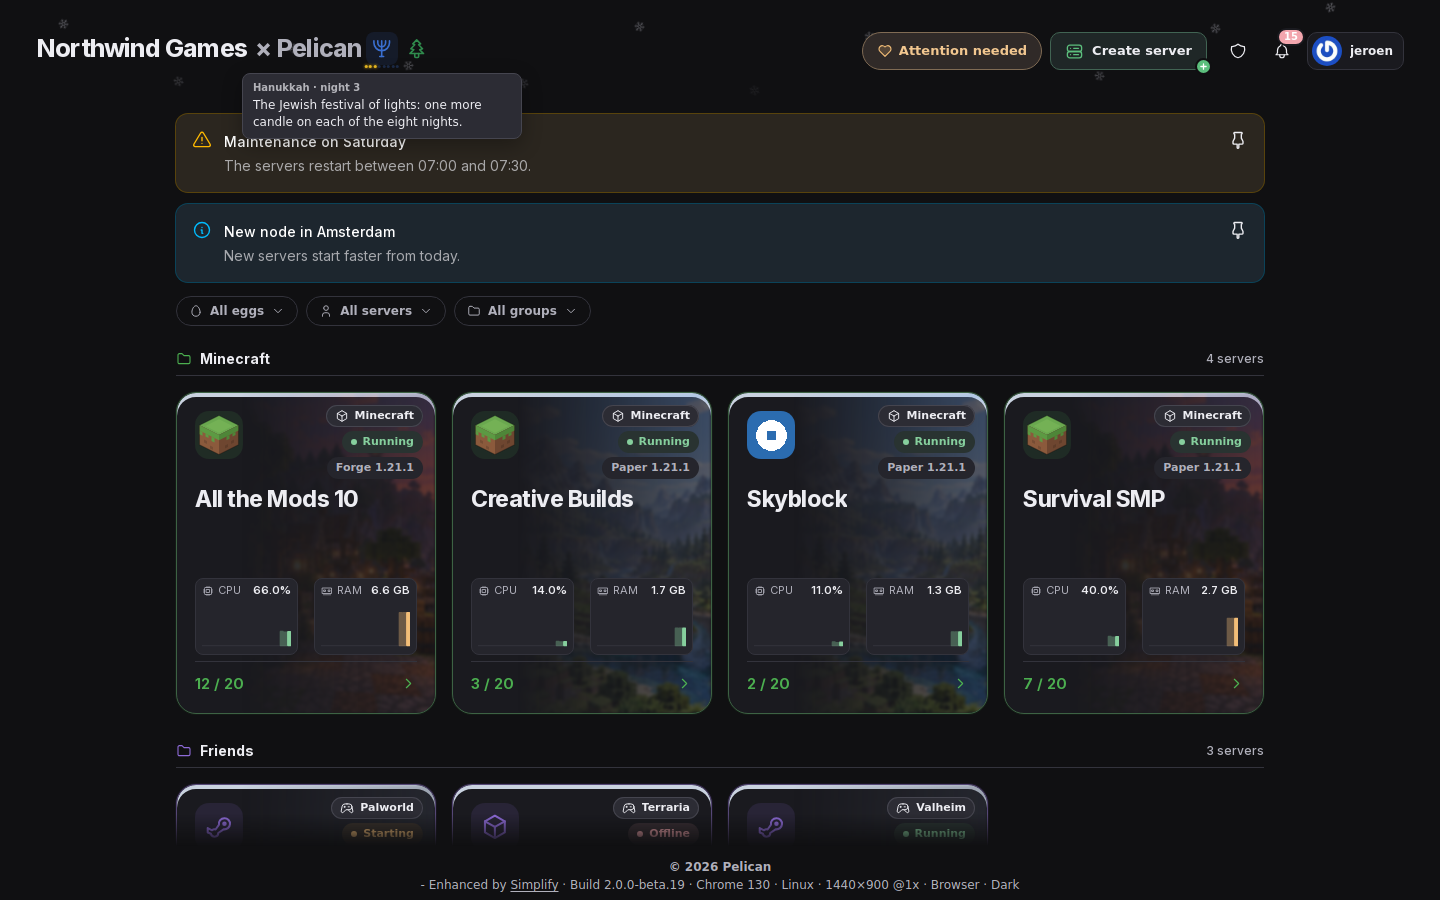 Northwind Games × Pelican
Attention needed
Create server
15
jeroen
Hanukkah · night 3
The Jewish festival of lights: one more
candle on each of the eight nights.
Maintenance on Saturday
The servers restart between 07:00 and 07:30.
New node in Amsterdam
New servers start faster from today.
All eggs
All servers
All groups
Minecraft
4 servers
Minecraft
Running
Forge 1.21.1
All the Mods 10
CPU 66.0%
RAM 6.6 GB
12 / 20
Minecraft
Running
Paper 1.21.1
Creative Builds
CPU 14.0%
RAM 1.7 GB
3 / 20
Minecraft
Running
Paper 1.21.1
Skyblock
CPU 11.0%
RAM 1.3 GB
2 / 20
Minecraft
Running
Paper 1.21.1
Survival SMP
CPU 40.0%
RAM 2.7 GB
7 / 20
Friends
3 servers
Palworld
Starting
Terraria
Offline
Valheim
Running
© 2026 Pelican
- Enhanced by Simplify · Build 2.0.0-beta.19 · Chrome 130 · Linux · 1440×900 @1x · Browser · Dark